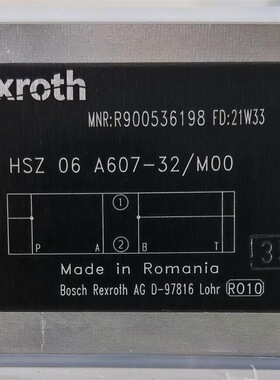 xroth
MNR:R900536198 FD:21W33
HSZ 06 A607-32/M00
1
P A B T
2
3
Made in Romania
Bosch Rexroth AG D-97816 Lohr RO10